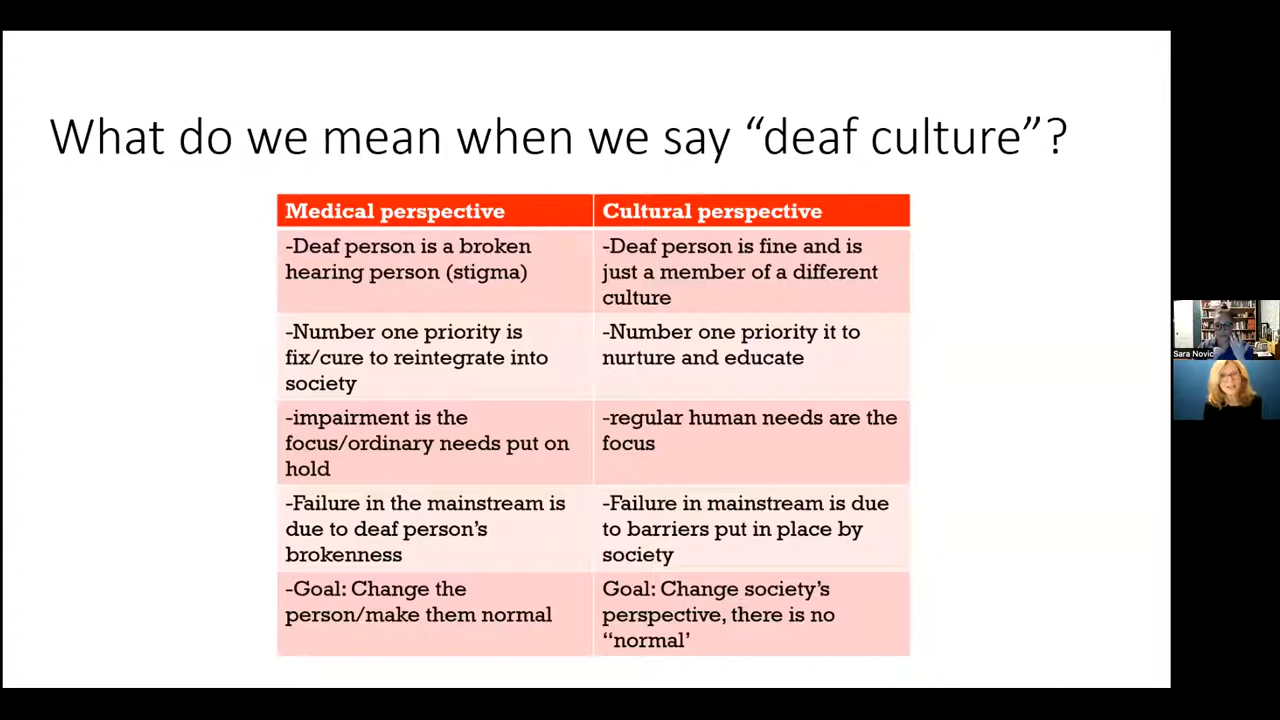 What do we mean when we say “deaf culture”?
Medical perspective
Cultural perspective
-Deaf person is a broken
hearing person (stigma)
-Deaf person is fine and is
just a member of a different
culture
-Number one priority is
fix/cure to reintegrate into
society
-Number one priority it to
nurture and educate
-impairment is the
focus/ordinary needs put on
hold
-regular human needs are the
focus
-Failure in the mainstream is
due to deaf person’s
brokenness
-Failure in mainstream is due
to barriers put in place by
society
-Goal: Change the
person/make them normal
Goal: Change society’s
perspective, there is no
“normal’
Sara Novic